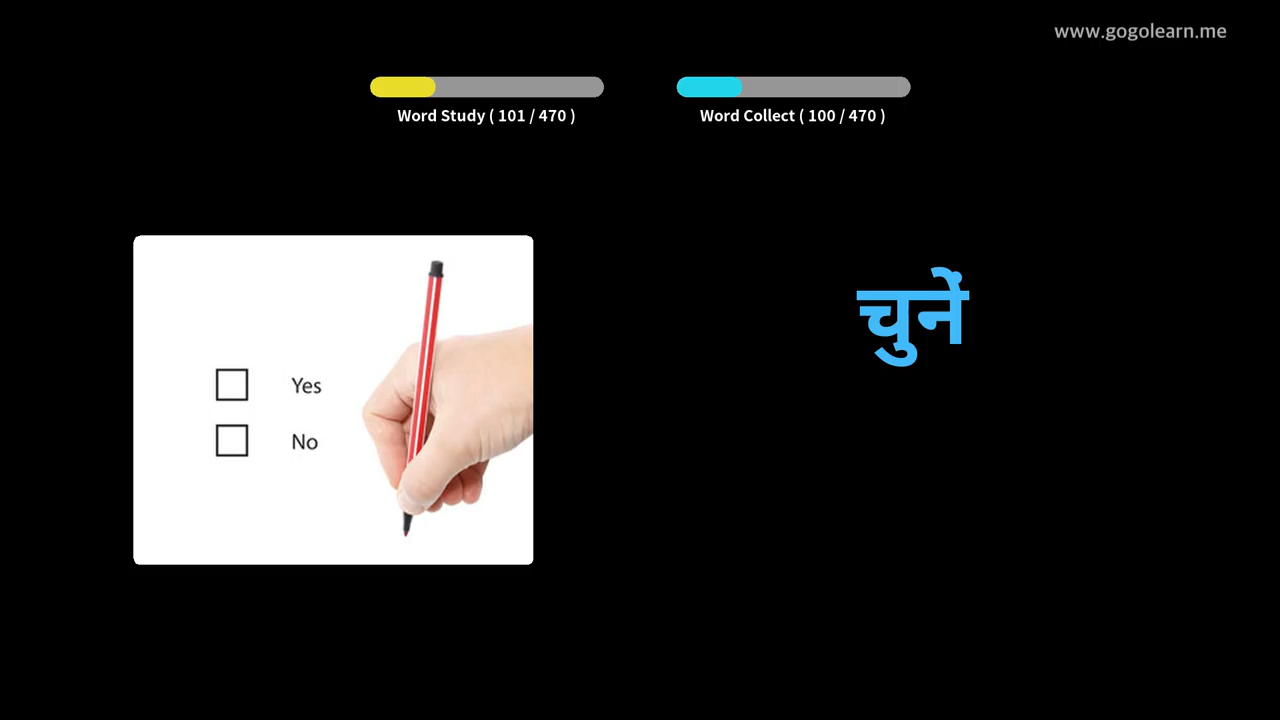 www.gogolearn.me
Word Study ( 101 / 470 )
Word Collect ( 100 / 470 )
चुनें
Yes
No